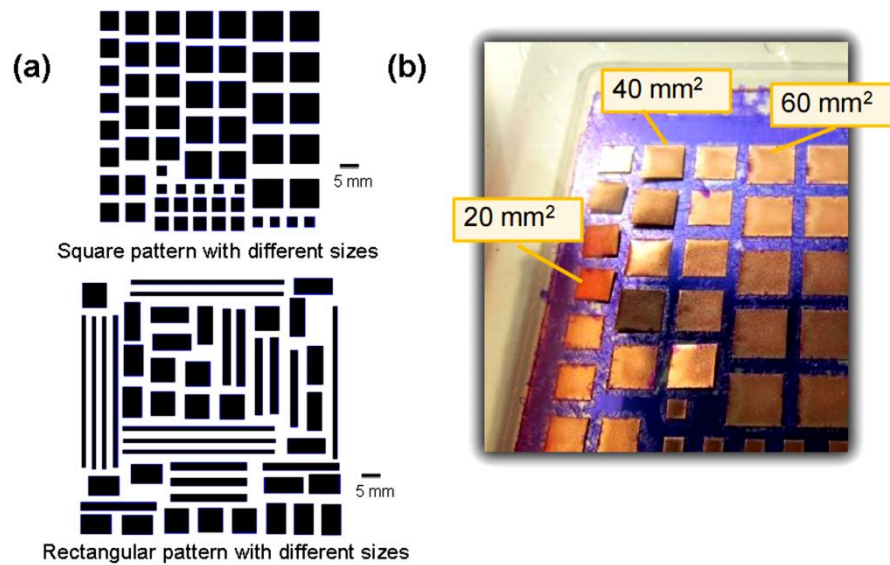 (a)
5 mm
Square pattern with different sizes
5 mm
Rectangular pattern with different sizes
(b)
40 mm²
60 mm²
20 mm²